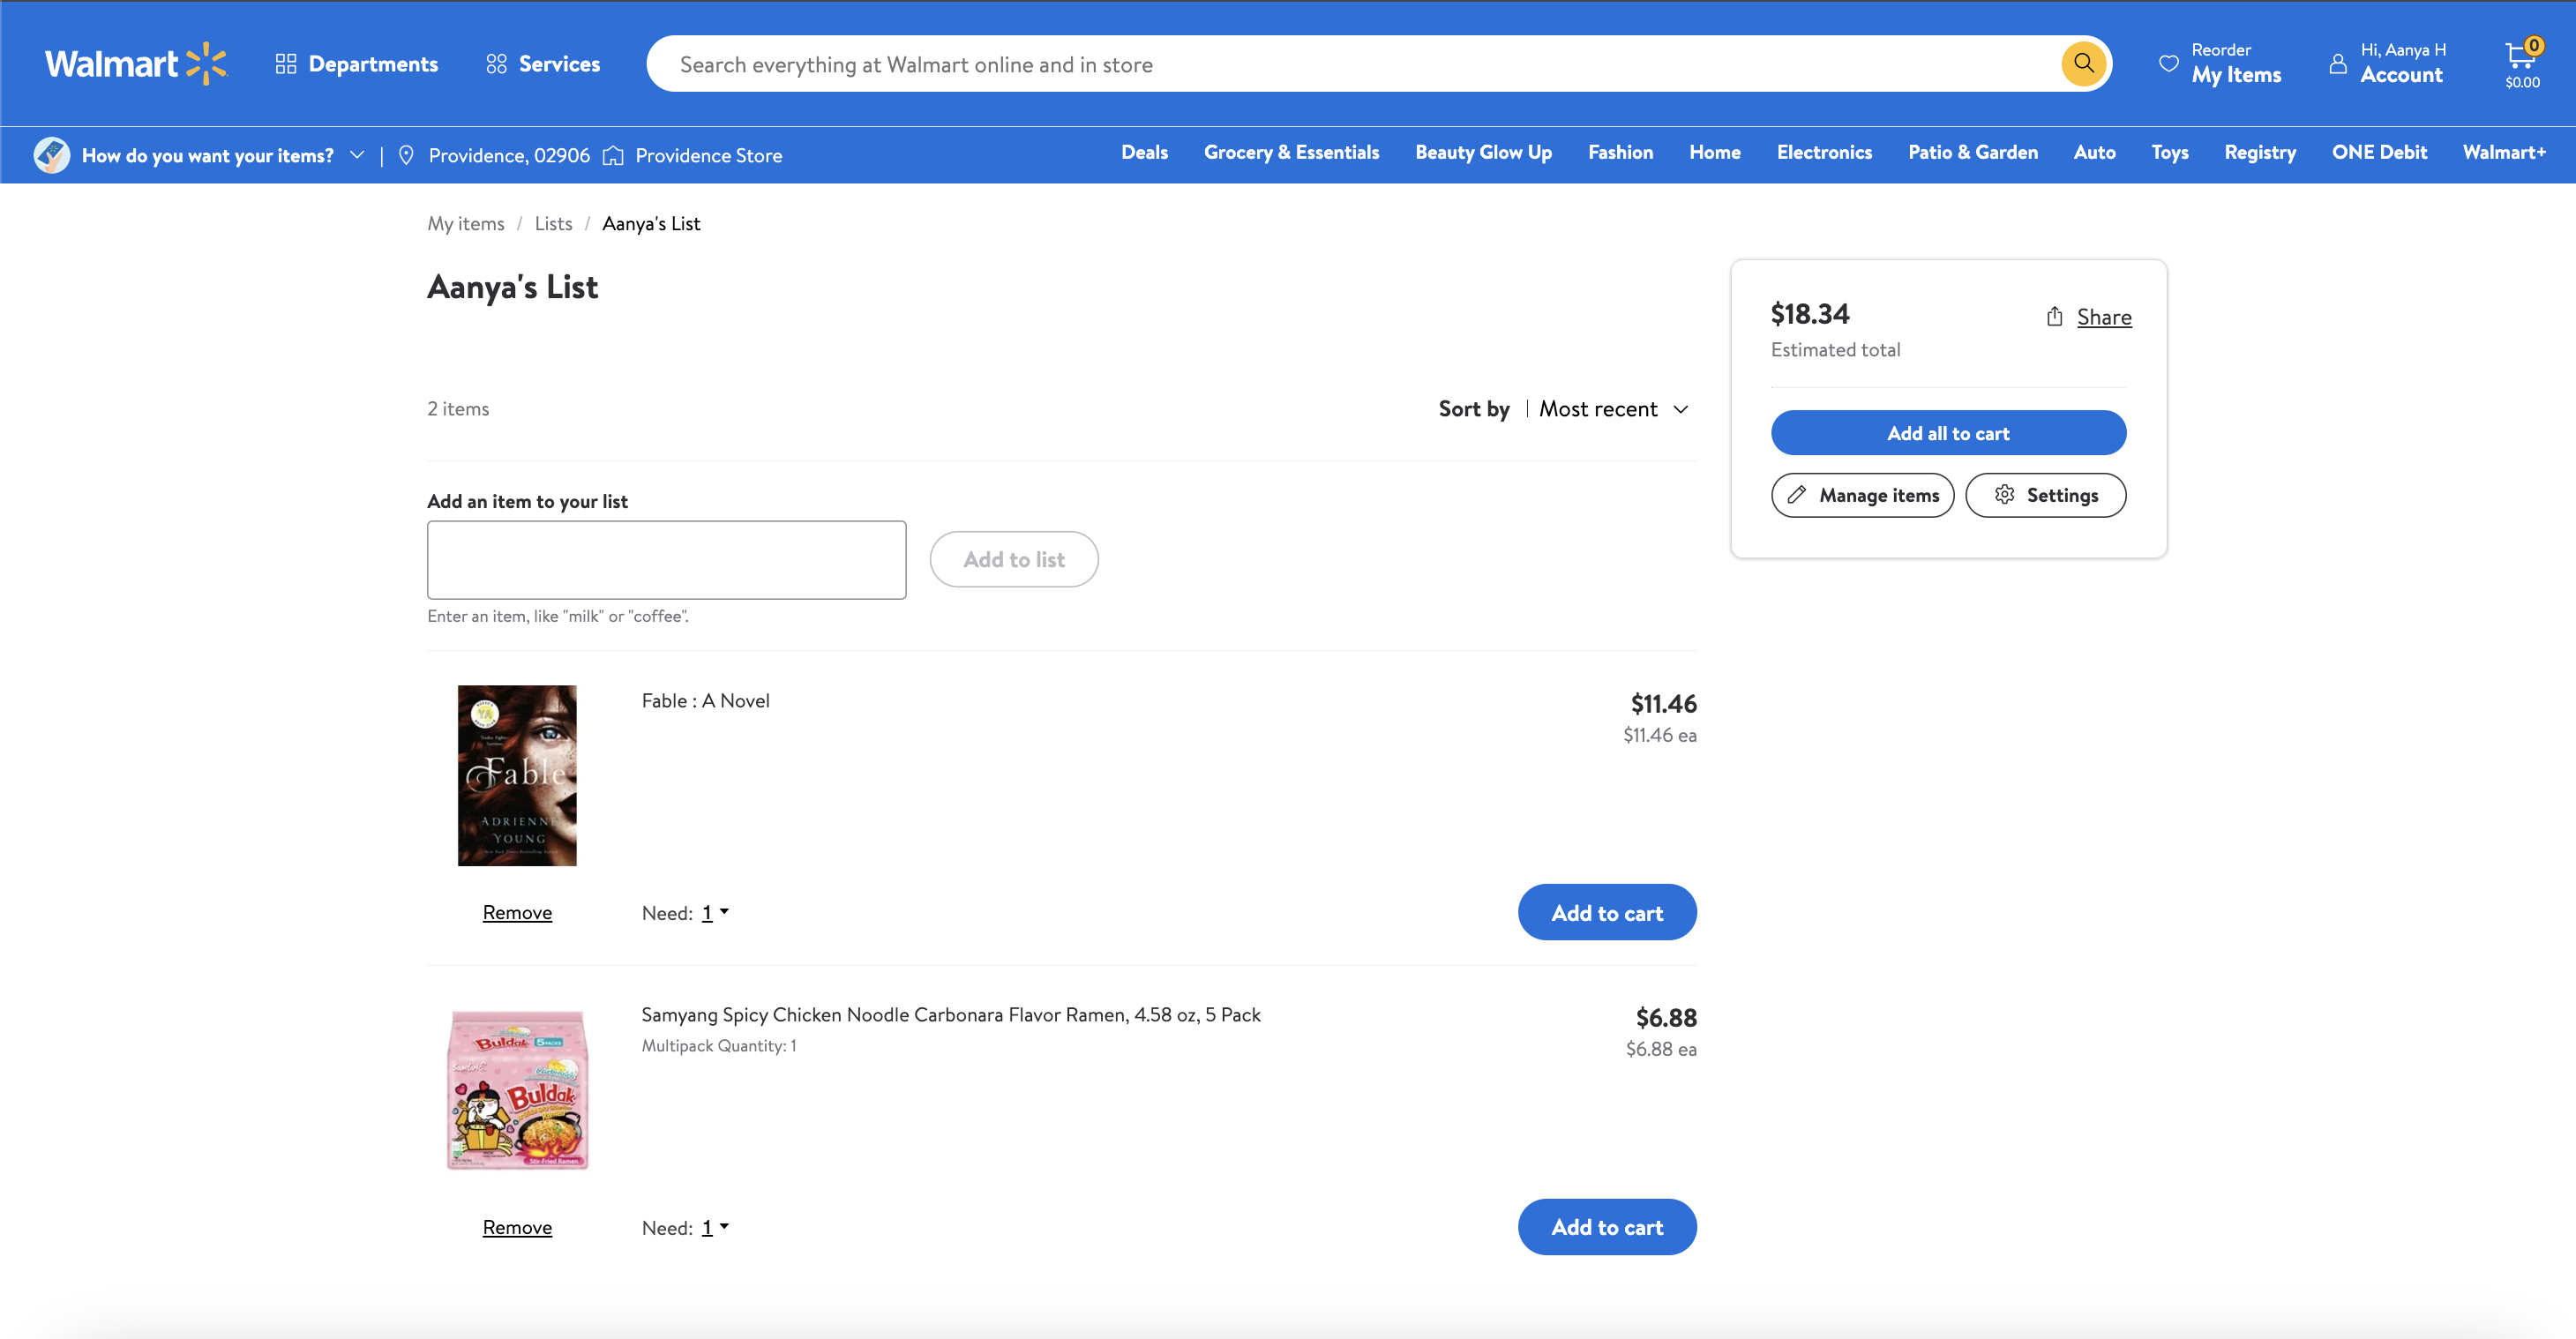 Walmart
Departments
Services
Search everything at Walmart online and in store
Reorder
My Items
Hi, Aanya H
Account
0
$0.00
How do you want your items?
Providence, 02906
Providence Store
Deals
Grocery & Essentials
Beauty Glow Up
Fashion
Home
Electronics
Patio & Garden
Auto
Toys
Registry
ONE Debit
Walmart+
My items / Lists / Aanya's List
Aanya's List
$18.34
Share
Estimated total
Add all to cart
Manage items
Settings
2 items
Sort by | Most recent
Add an item to your list
Add to list
Enter an item, like "milk" or "coffee".
YA
Fable
ADRIENNE
YOUNG
Fable : A Novel
$11.46
$11.46 ea
Remove
Need: 1
Add to cart
Buldak 5 PACKS
Buldak
Stir-Fried Ramen
Samyang Spicy Chicken Noodle Carbonara Flavor Ramen, 4.58 oz, 5 Pack
Multipack Quantity: 1
$6.88
$6.88 ea
Remove
Need: 1
Add to cart